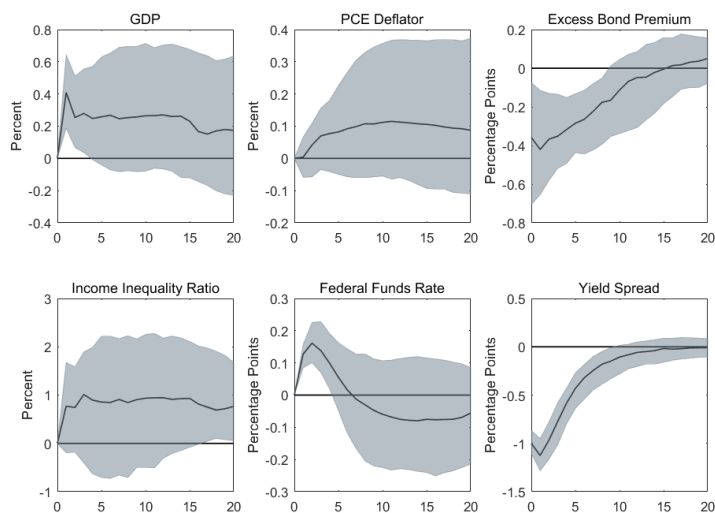 GDP
PCE Deflator
Excess Bond Premium
0.8
0.6
0.4
0.2
0
-0.2
-0.4
Percent
0 5 10 15 20
0.4
0.3
0.2
0.1
0
-0.1
-0.2
Percent
0 5 10 15 20
0.2
0
-0.2
-0.4
-0.6
-0.8
Percentage Points
0 5 10 15 20
Income Inequality Ratio
Federal Funds Rate
Yield Spread
3
2
1
0
-1
Percent
0 5 10 15 20
0.3
0.2
0.1
0
-0.1
-0.2
-0.3
Percentage Points
0 5 10 15 20
0.5
0
-0.5
-1
-1.5
Percentage Points
0 5 10 15 20